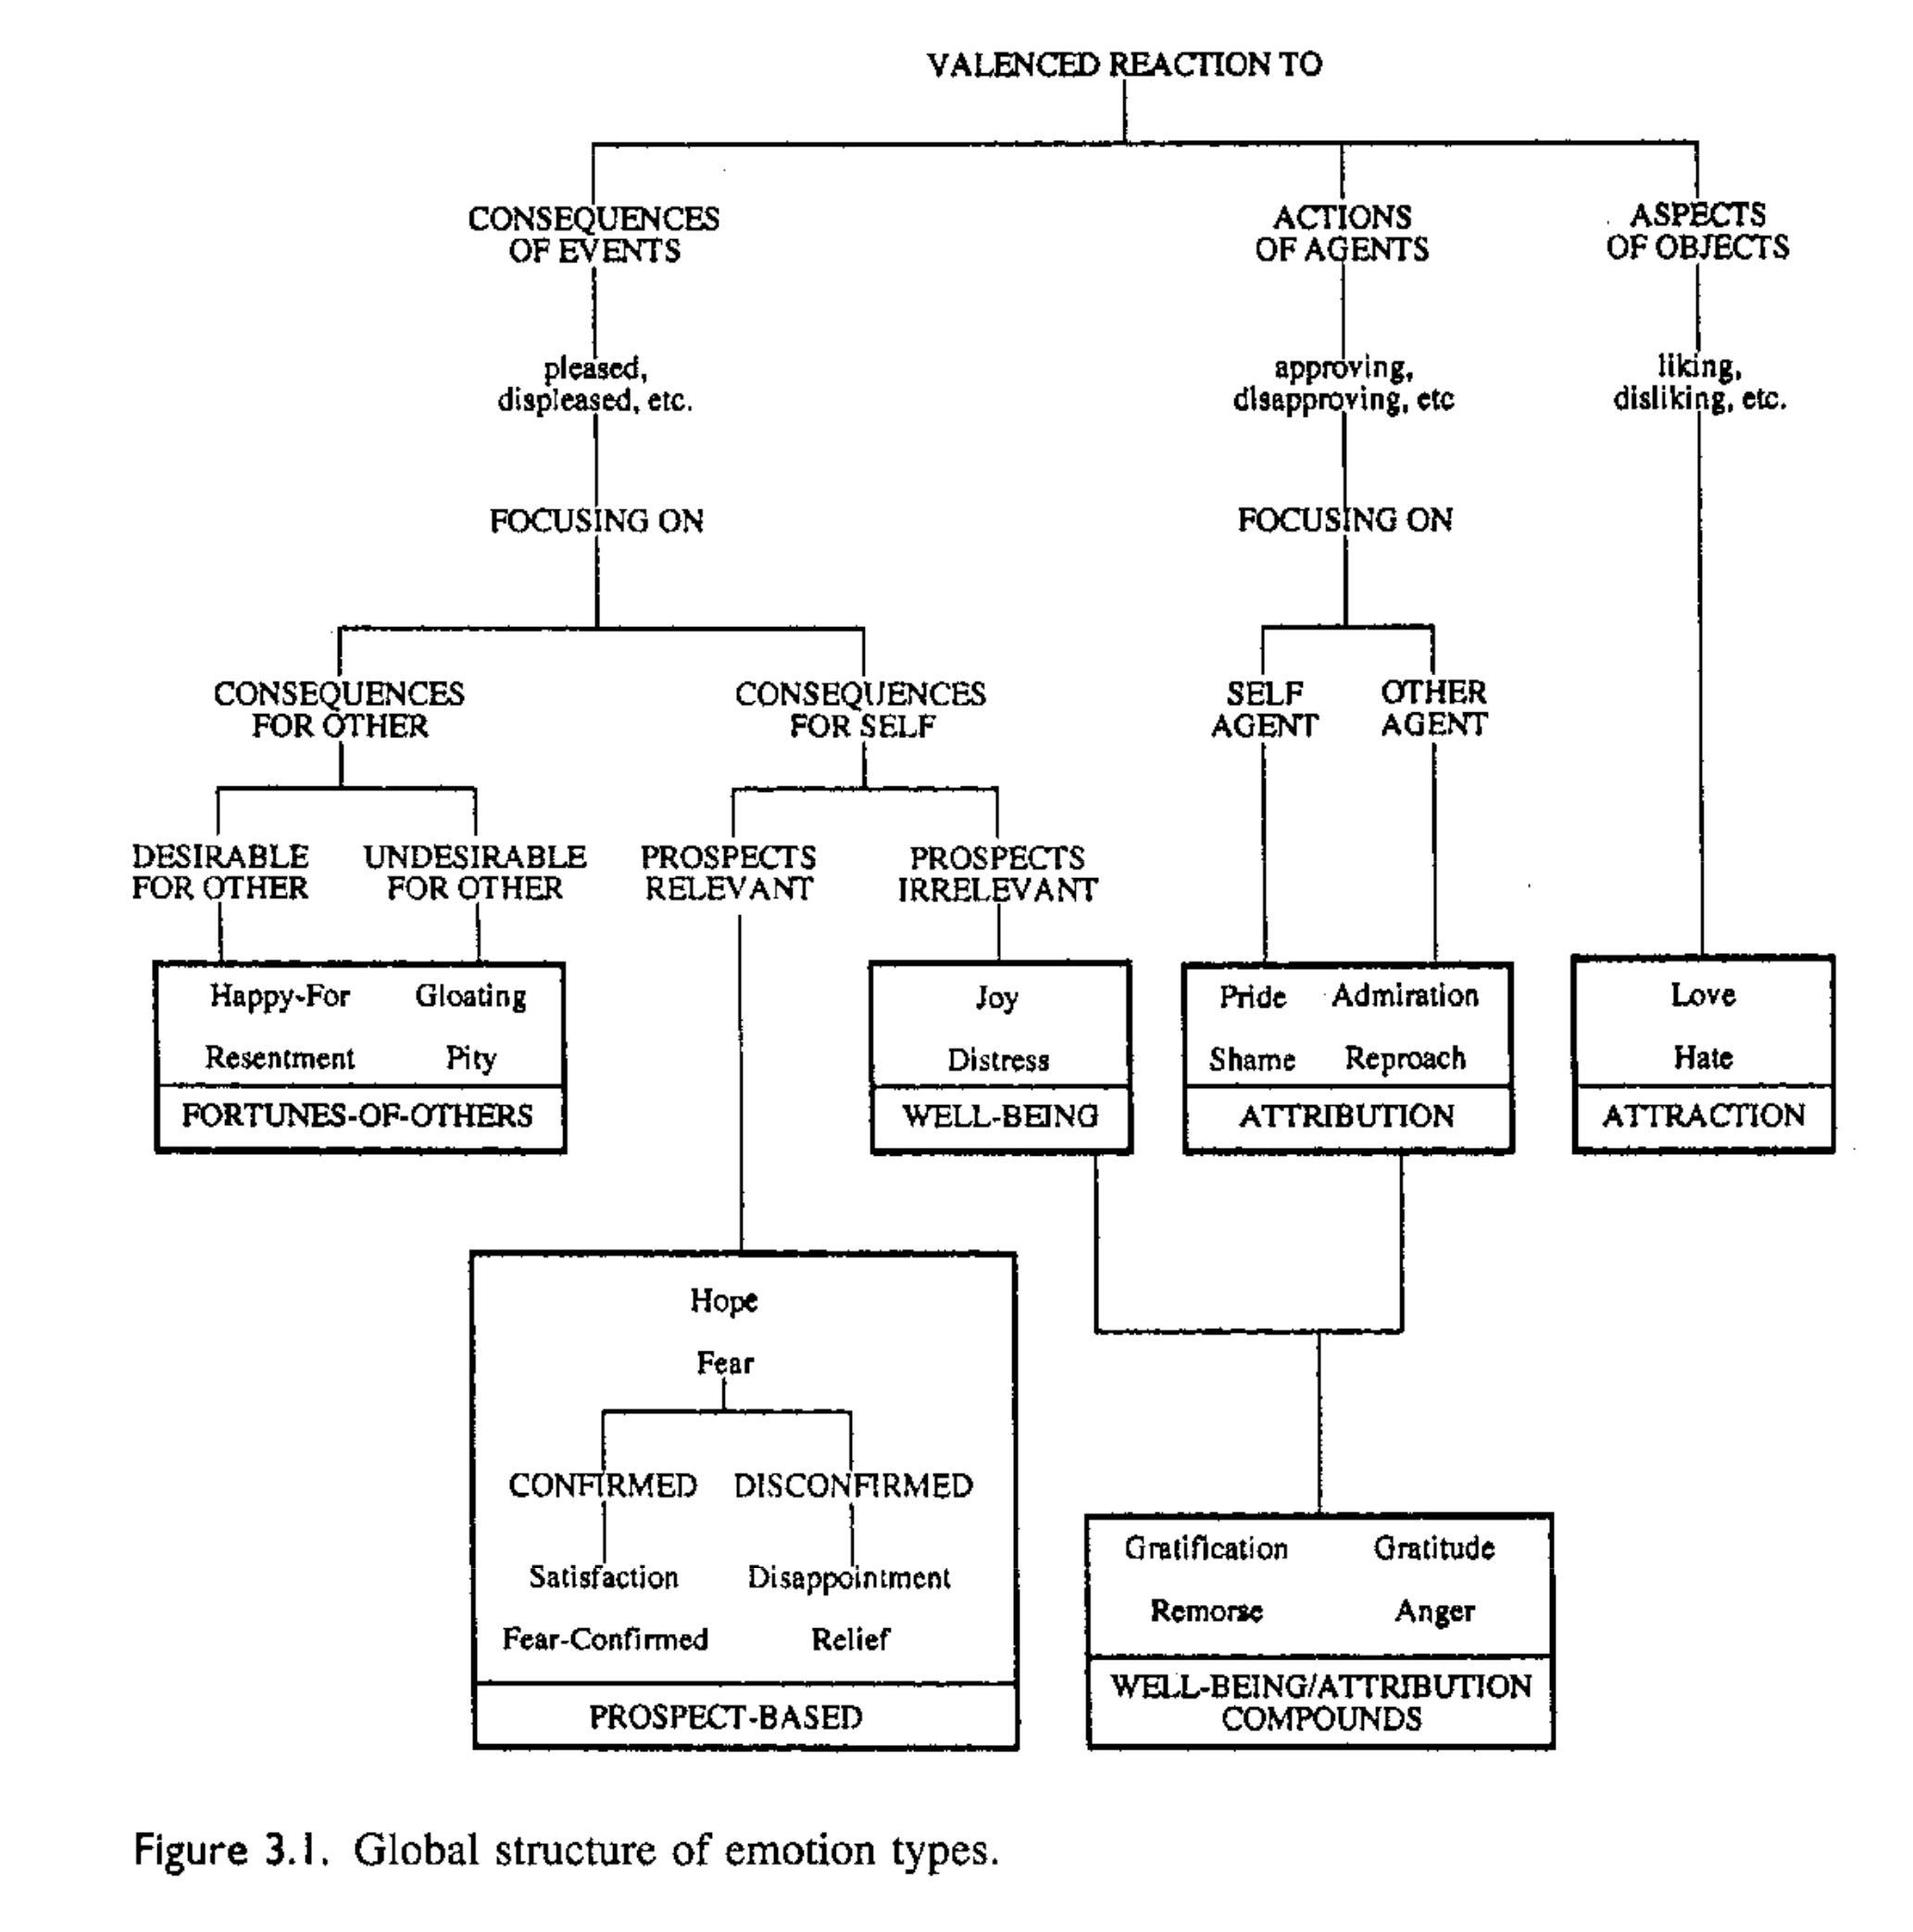 VALENCED REACTION TO
CONSEQUENCES
OF EVENTS
ACTIONS
OF AGENTS
ASPECTS
OF OBJECTS
pleased,
displeased, etc.
approving,
disapproving, etc
liking,
disliking, etc.
FOCUSING ON
FOCUSING ON
CONSEQUENCES
FOR OTHER
CONSEQUENCES
FOR SELF
SELF
AGENT
OTHER
AGENT
DESIRABLE
FOR OTHER
UNDESIRABLE
FOR OTHER
PROSPECTS
RELEVANT
PROSPECTS
IRRELEVANT
Happy-For
Gloating
Resentment
Pity
FORTUNES-OF-OTHERS
Joy
Distress
WELL-BEING
Pride
Admiration
Shame
Reproach
ATTRIBUTION
Love
Hate
ATTRACTION
Hope
Fear
CONFIRMED
DISCONFIRMED
Satisfaction
Disappointment
Fear-Confirmed
Relief
PROSPECT-BASED
Gratification
Gratitude
Remorse
Anger
WELL-BEING/ATTRIBUTION
COMPOUNDS
Figure 3.1. Global structure of emotion types.